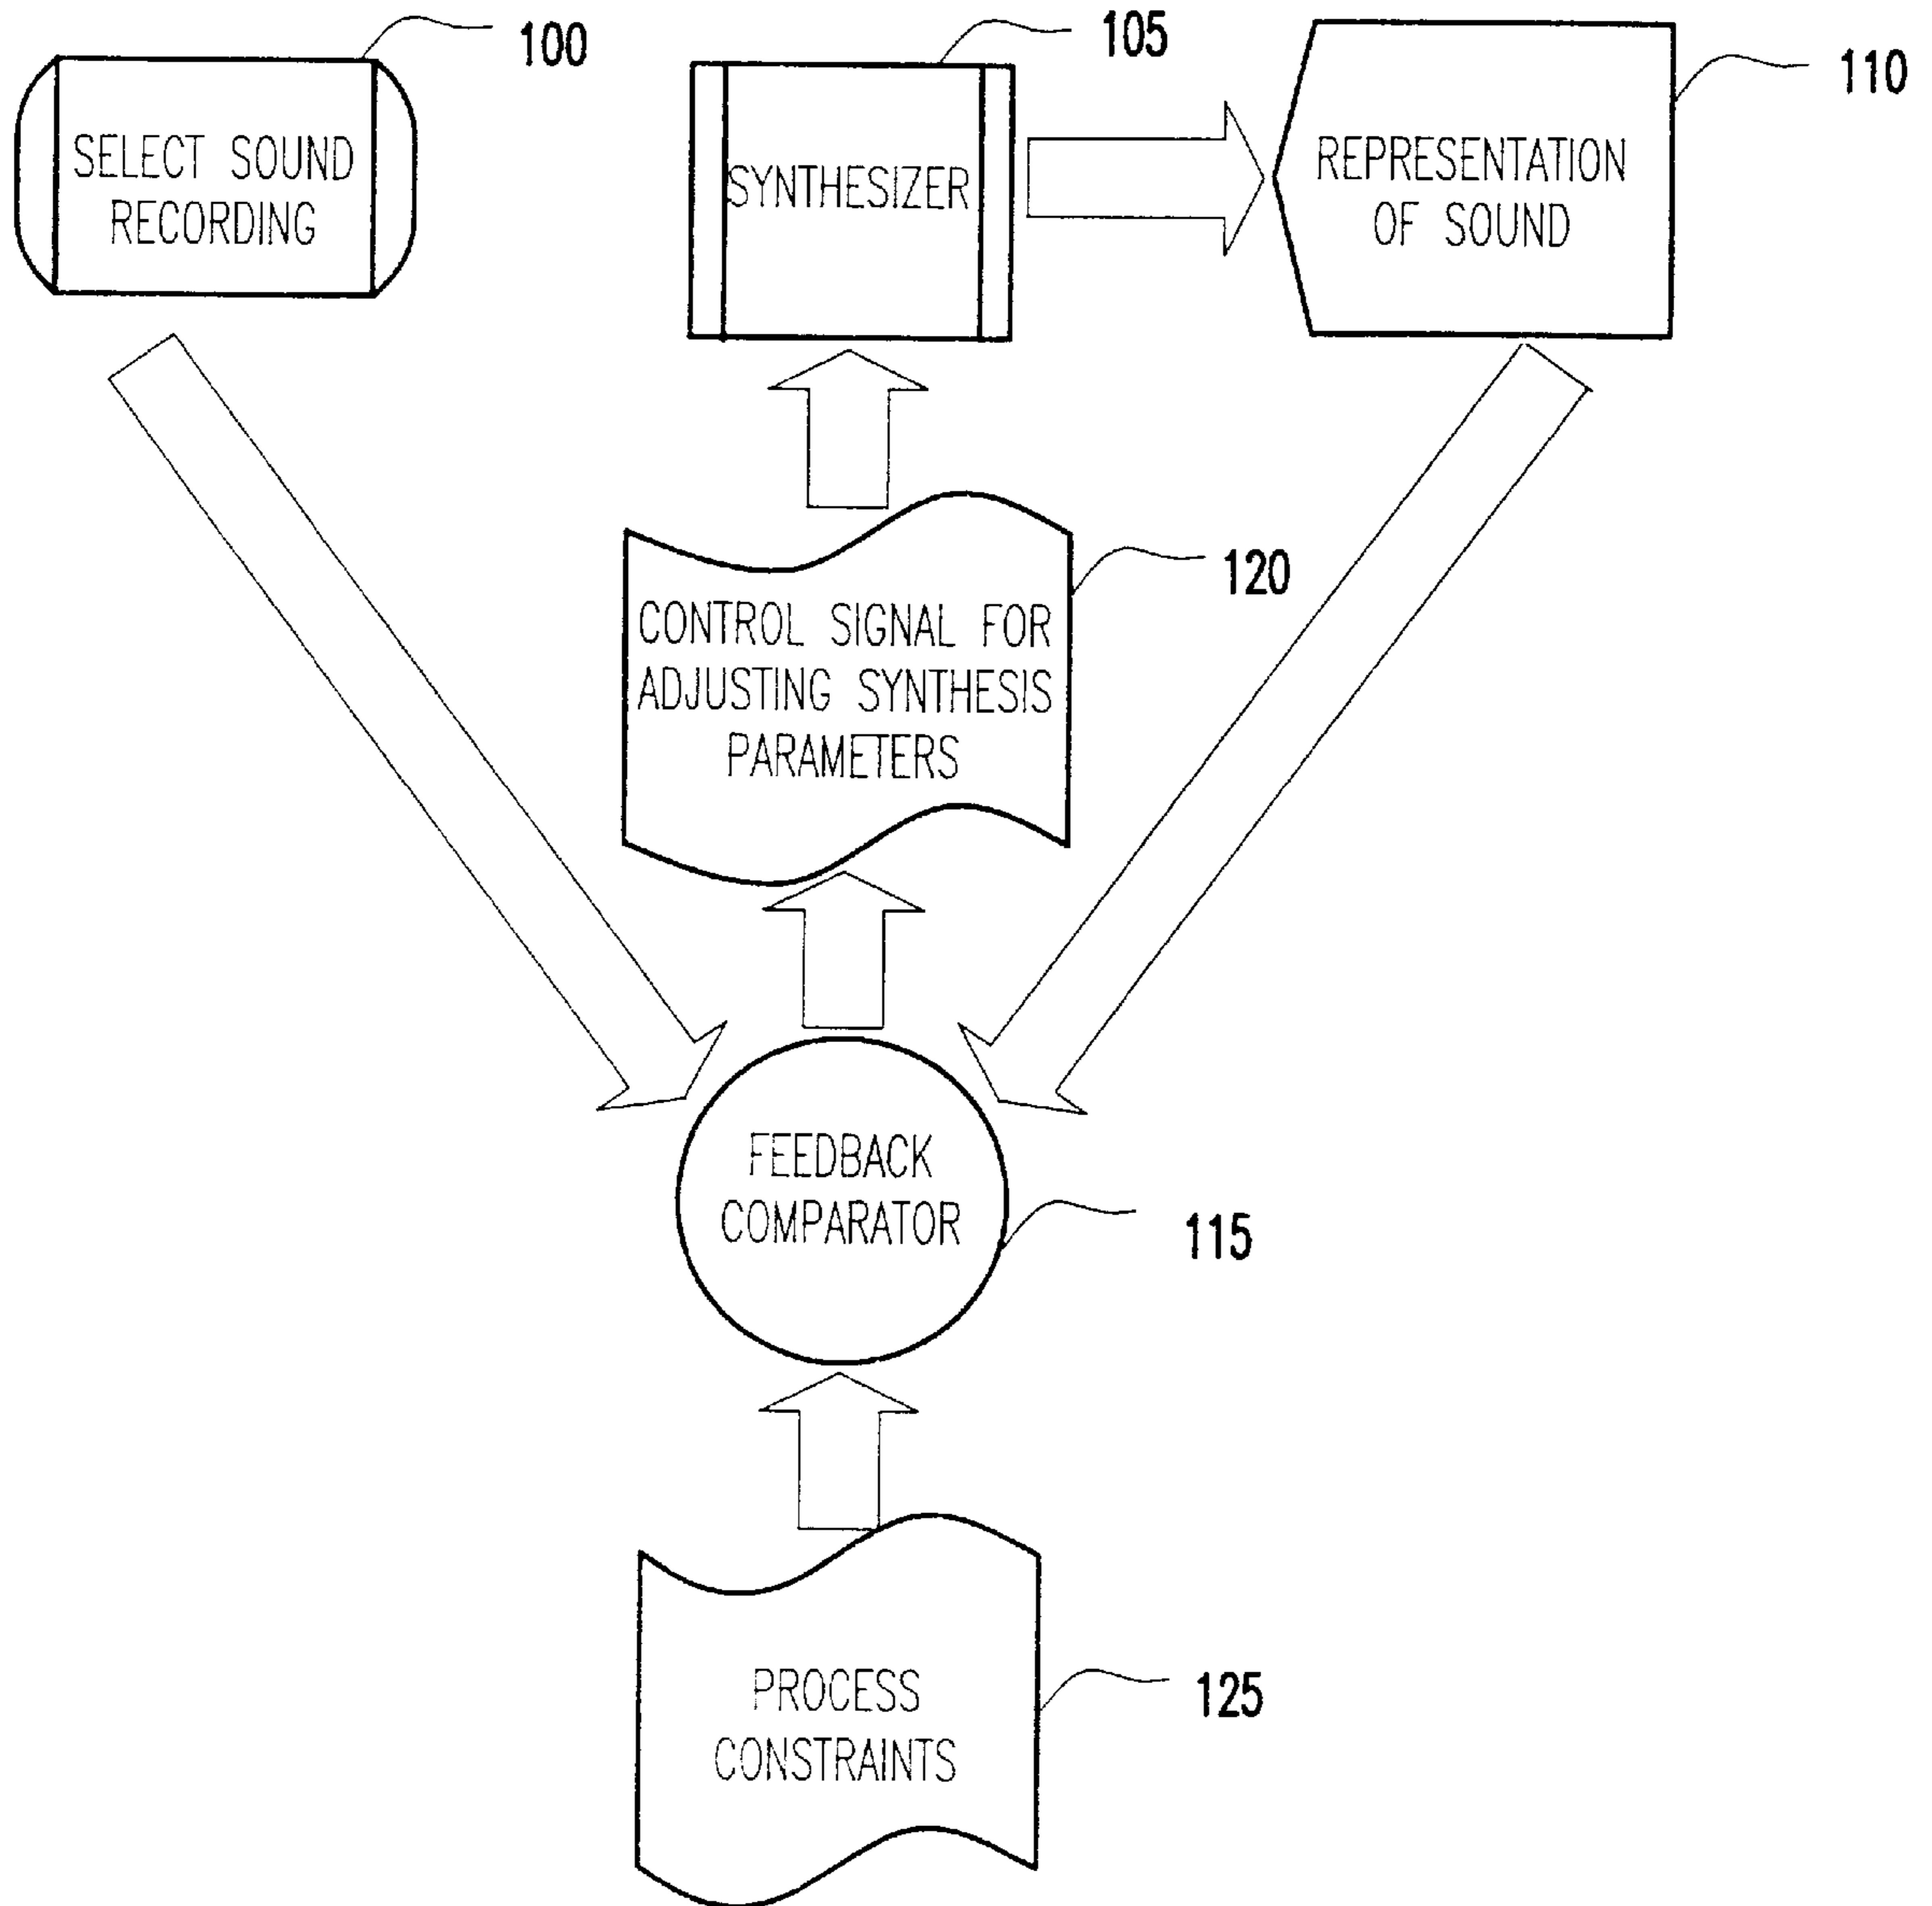 100
SELECT SOUND
RECORDING
105
SYNTHESIZER
110
REPRESENTATION
OF SOUND
120
CONTROL SIGNAL FOR
ADJUSTING SYNTHESIS
PARAMETERS
FEEDBACK
COMPARATOR
115
PROCESS
CONSTRAINTS
125